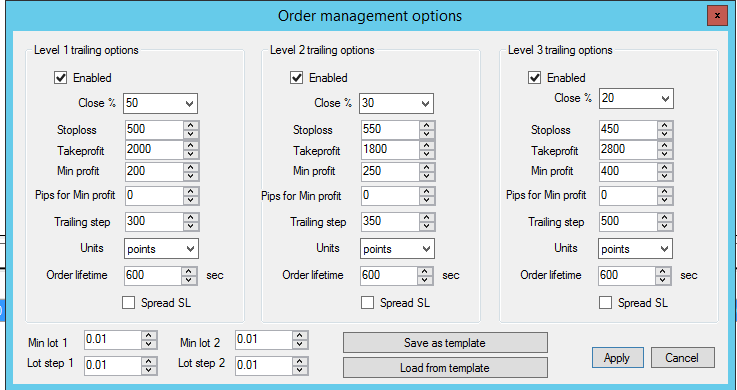 Order management options x
Level 1 trailing options Level 2 trailing options Level 3 trailing options
Enabled Enabled Enabled
Close % 50 Close % 30 Close % 20
Stoploss 500 Stoploss 550 Stoploss 450
Takeprofit 2000 Takeprofit 1800 Takeprofit 2800
Min profit 200 Min profit 250 Min profit 400
Pips for Min profit 0 Pips for Min profit 0 Pips for Min profit 0
Trailing step 300 Trailing step 350 Trailing step 500
Units points Units points Units points
Order lifetime 600 sec Order lifetime 600 sec Order lifetime 600 sec
Spread SL Spread SL Spread SL
Min lot 1 0.01 Min lot 2 0.01 Save as template
Lot step 1 0.01 Lot step 2 0.01 Load from template Apply Cancel